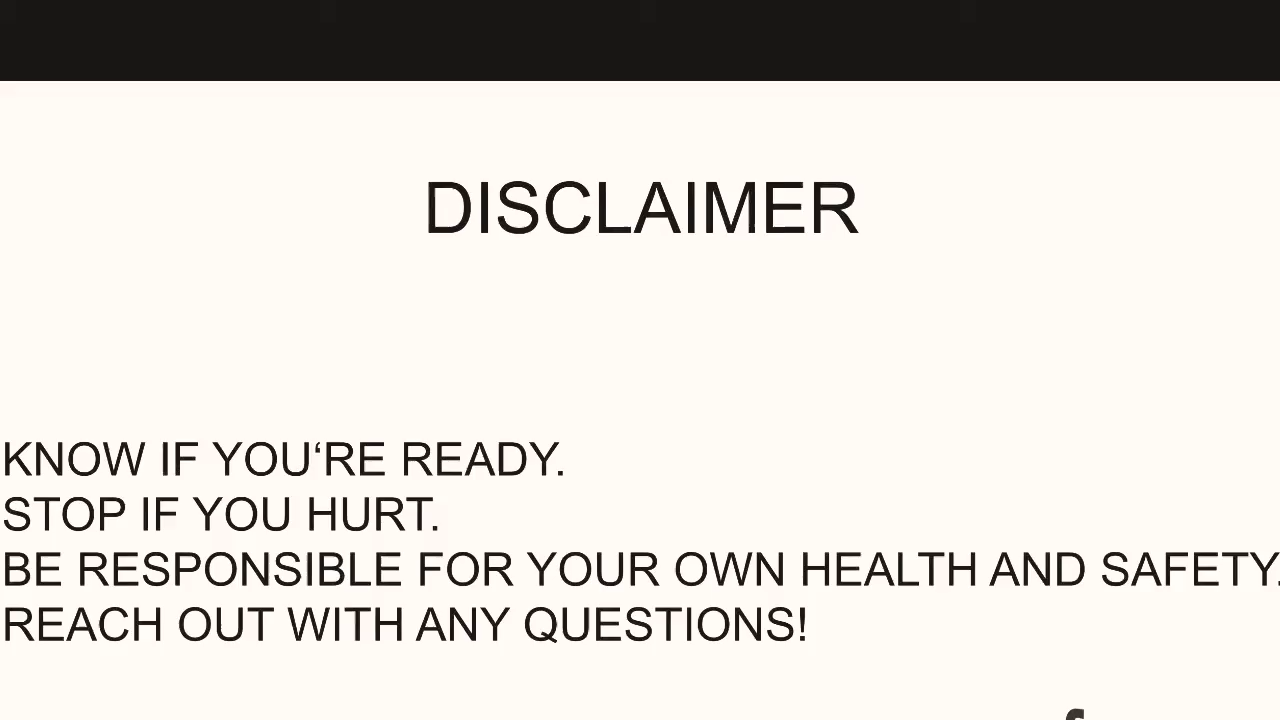 DISCLAIMER
KNOW IF YOU‘RE READY.
STOP IF YOU HURT.
BE RESPONSIBLE FOR YOUR OWN HEALTH AND SAFETY.
REACH OUT WITH ANY QUESTIONS!